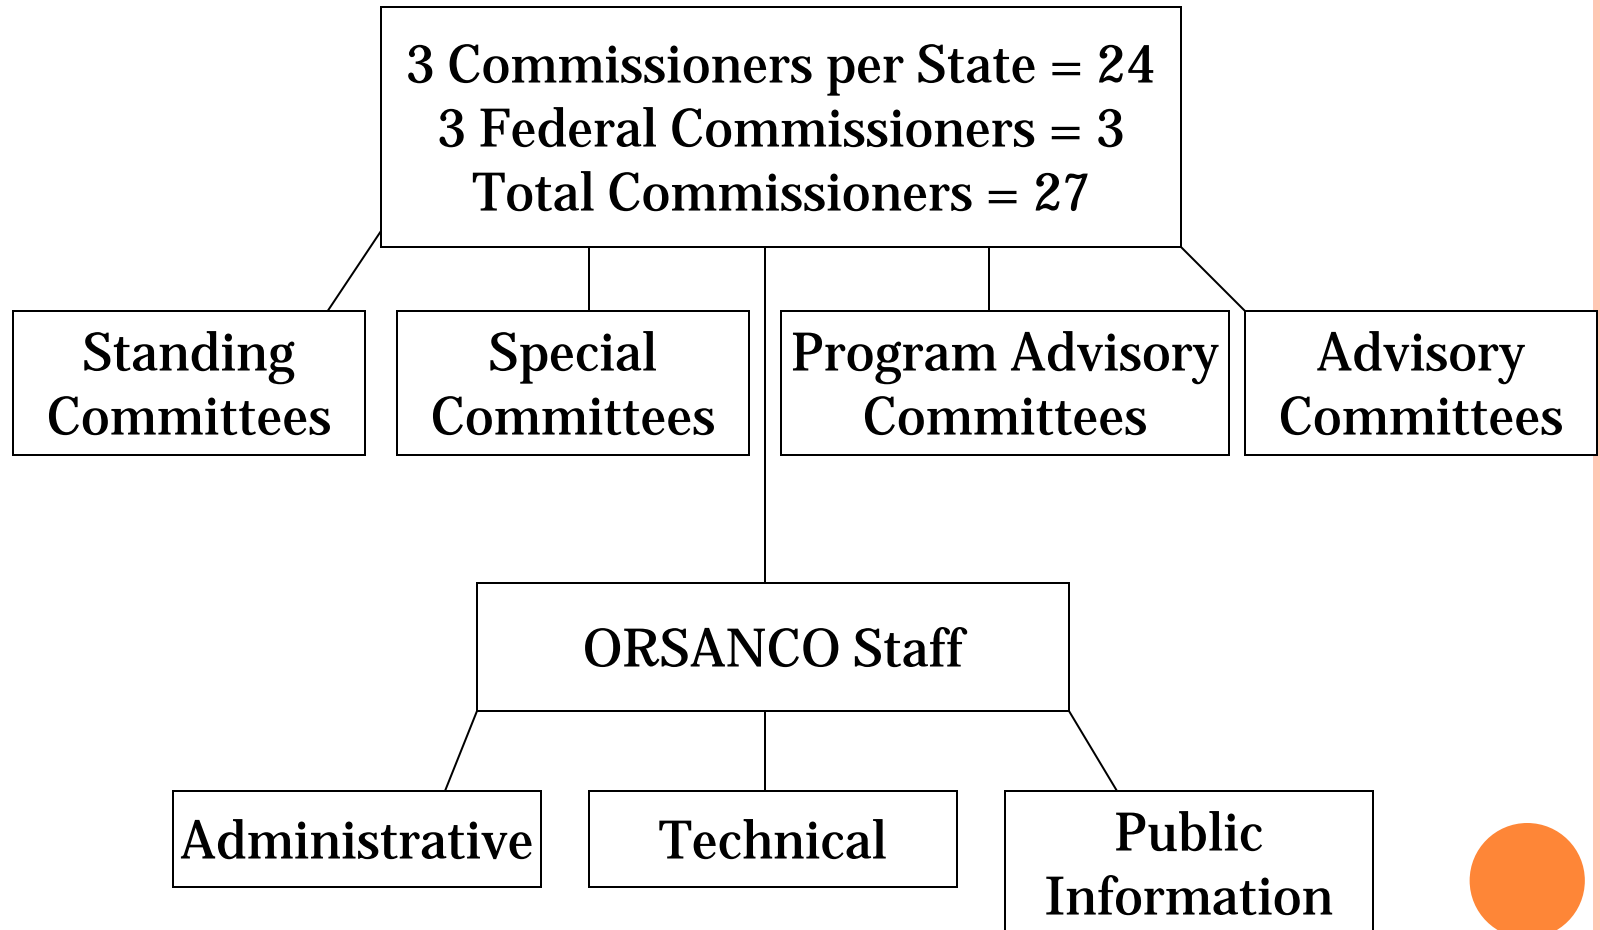 3 Commissioners per State = 24
3 Federal Commissioners = 3
Total Commissioners = 27
Standing
Committees
Special
Committees
Program Advisory
Committees
Advisory
Committees
ORSANCO Staff
Administrative
Technical
Public
Information